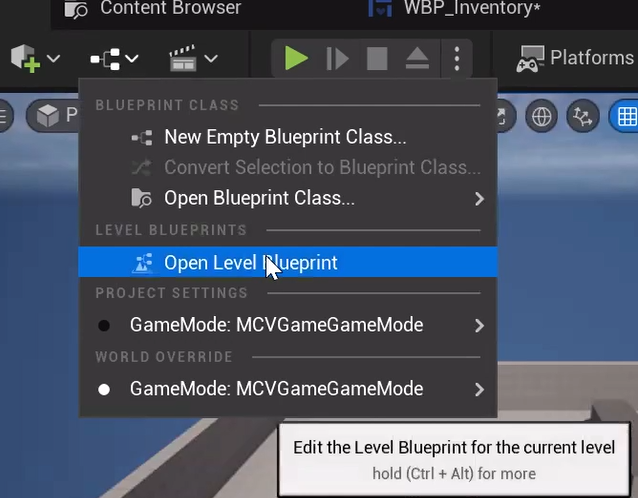 Content Browser
WBP_Inventory*
Platforms
P
BLUEPRINT CLASS
New Empty Blueprint Class...
Convert Selection to Blueprint Class...
Open Blueprint Class...
LEVEL BLUEPRINTS
Open Level Blueprint
PROJECT SETTINGS
GameMode: MCVGameGameMode
WORLD OVERRIDE
GameMode: MCVGameGameMode
Edit the Level Blueprint for the current level
hold (Ctrl + Alt) for more